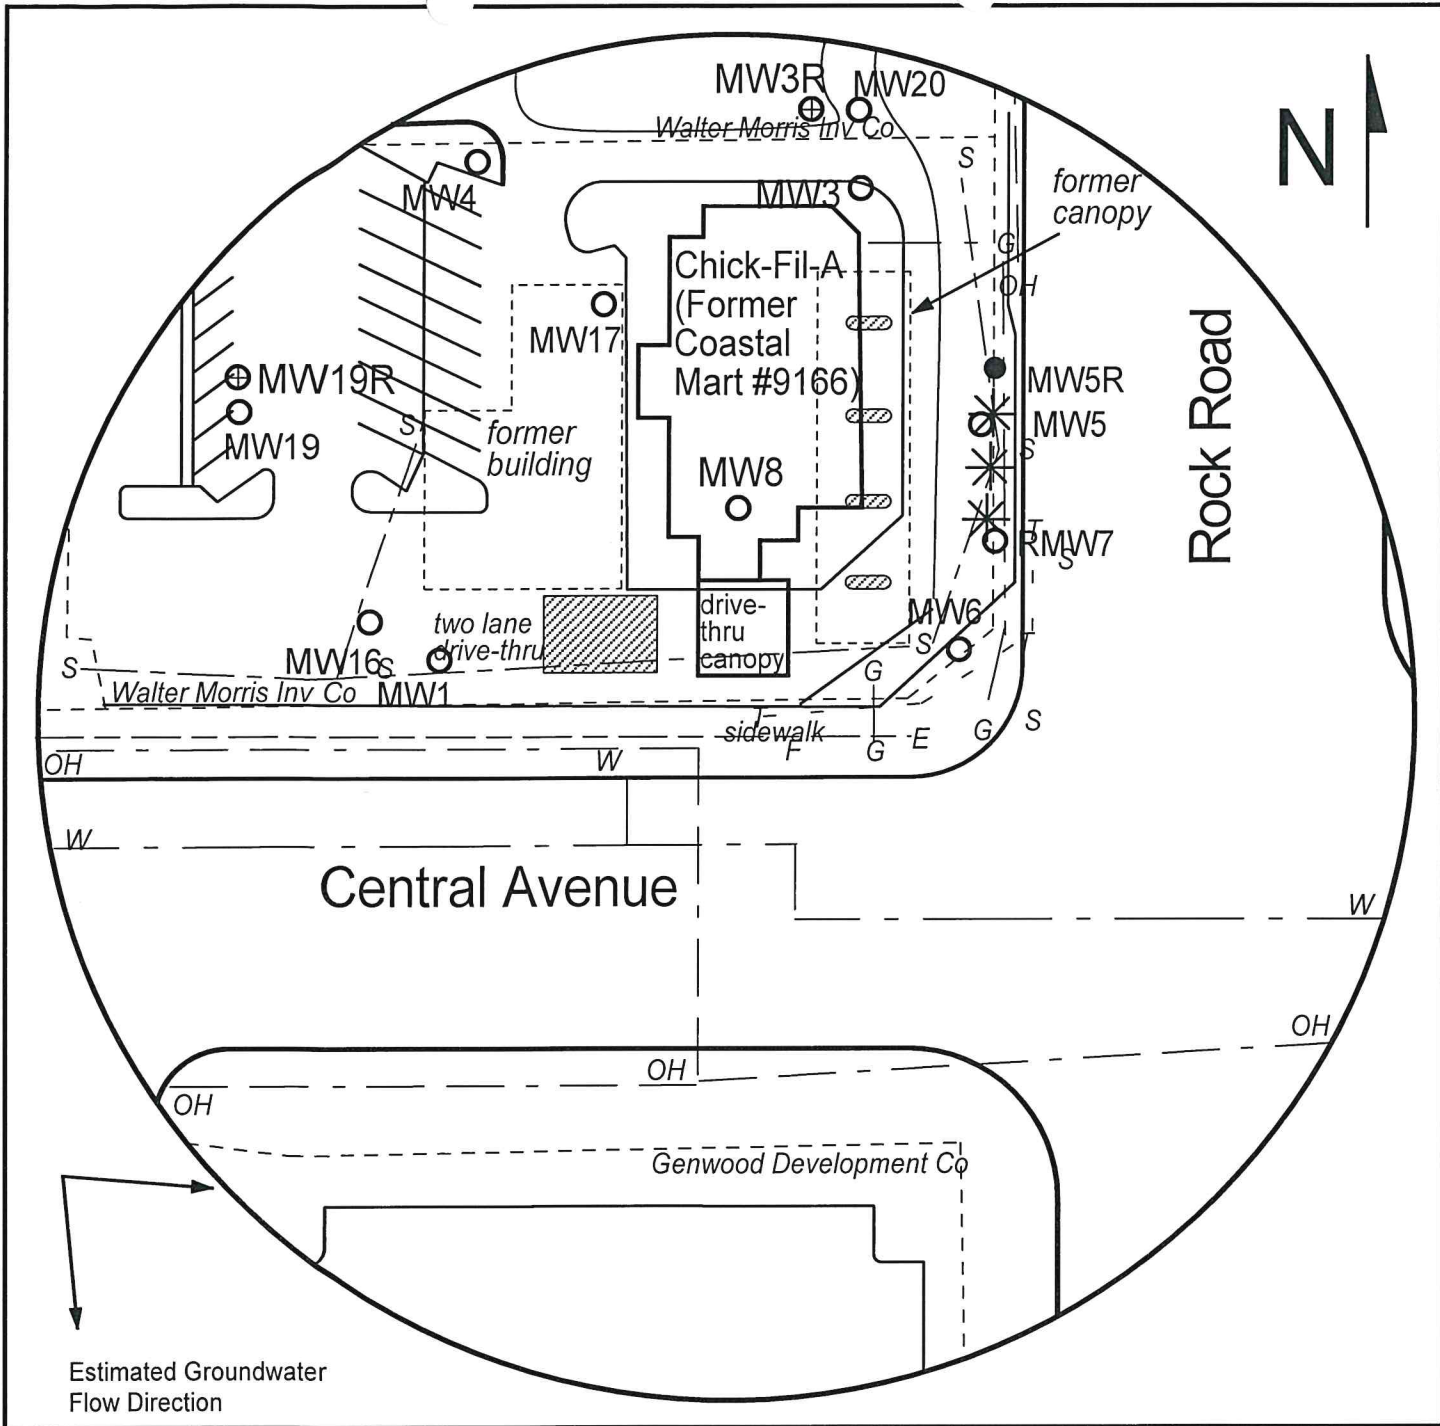 MW3R
MW20
N
Walter Morris Inv Co
S
MW4
MW3
former
canopy
G
Chick-Fil-A
(Former
Coastal
Mart #9166)
OH
MW17
MW19R
MW5R
Rock Road
MW19
S
former
building
MW5
S
MW8
T
RMW7
S
drive-
thru
canopy
MW6
two lane
drive-thru
T
S
MW16
S
MW1
S
G
Walter Morris Inv Co
T
sidewalk
F
G
E
G
S
OH
W
W
Central Avenue
W
OH
OH
OH
Genwood Development Co
Estimated Groundwater
Flow Direction